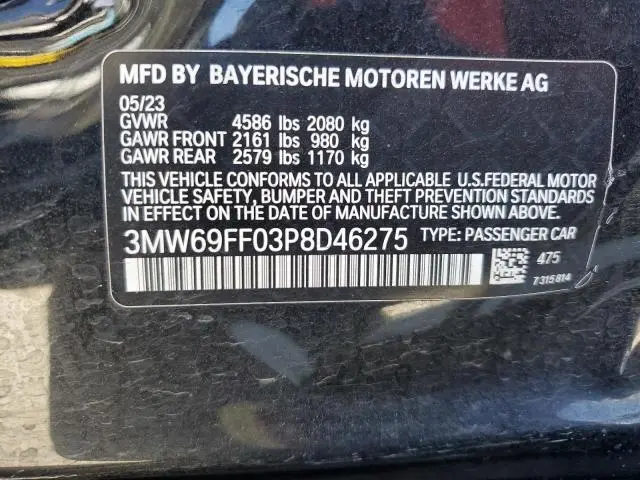 MFD BY BAYERISCHE MOTOREN WERKE AG
05/23
GVWR 4586 lbs 2080 kg
GAWR FRONT 2161 lbs 980 kg
GAWR REAR 2579 lbs 1170 kg
THIS VEHICLE CONFORMS TO ALL APPLICABLE U.S.FEDERAL MOTOR
VEHICLE SAFETY, BUMPER AND THEFT PREVENTION STANDARDS
IN EFFECT ON THE DATE OF MANUFACTURE SHOWN ABOVE.
3MW69FF03P8D46275 TYPE: PASSENGER CAR
475
7315814